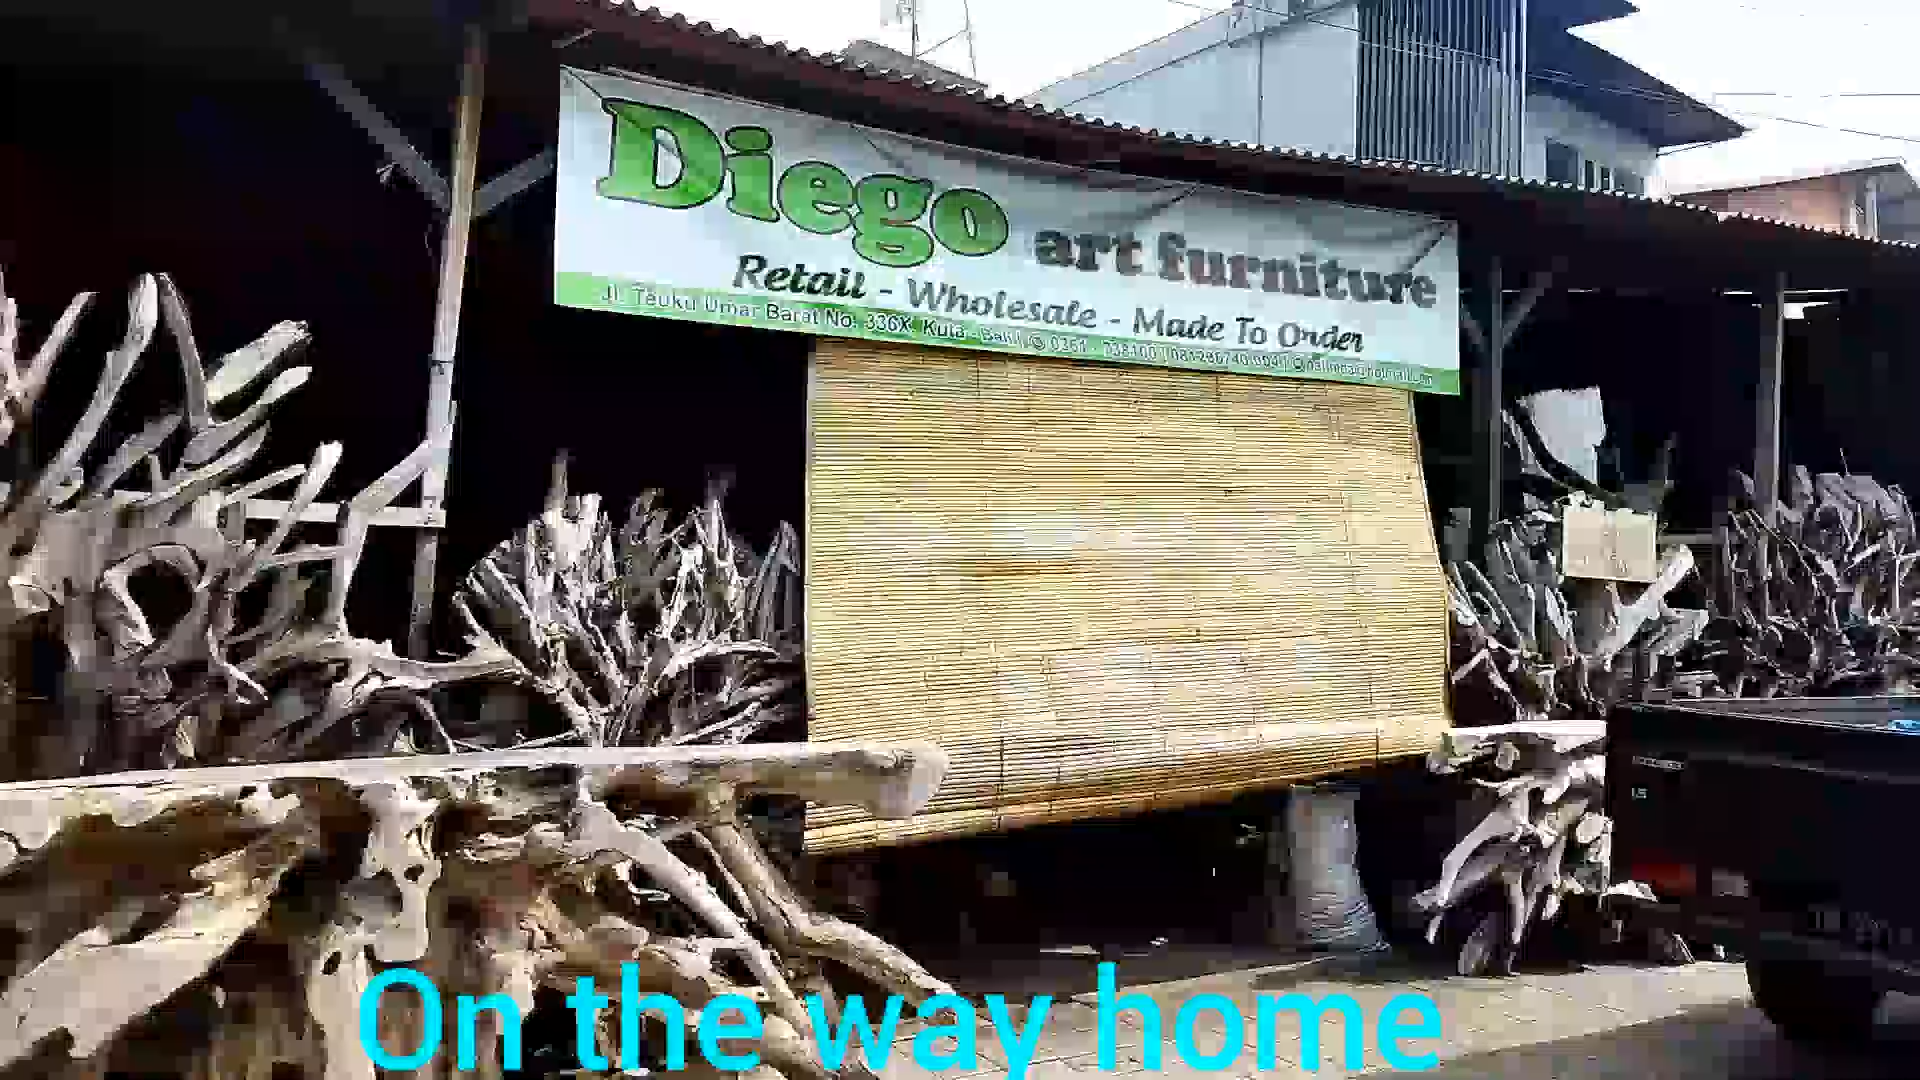 Diego
art furniture
Retail - Wholesale - Made To Order
Jl. Teuku Umar Barat No. 336X, Kuta - Bali
On the way home